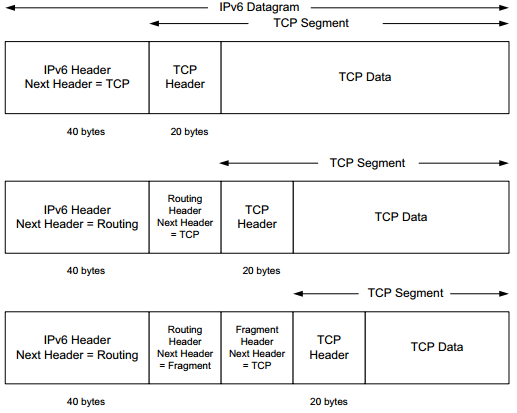 IPv6 Datagram
TCP Segment
IPv6 Header
Next Header = TCP
TCP
Header
TCP Data
40 bytes
20 bytes
TCP Segment
IPv6 Header
Next Header = Routing
Routing
Header
Next Header
= TCP
TCP
Header
TCP Data
40 bytes
20 bytes
TCP Segment
IPv6 Header
Next Header = Routing
Routing
Header
Next Header
= Fragment
Fragment
Header
Next Header
= TCP
TCP
Header
TCP Data
40 bytes
20 bytes